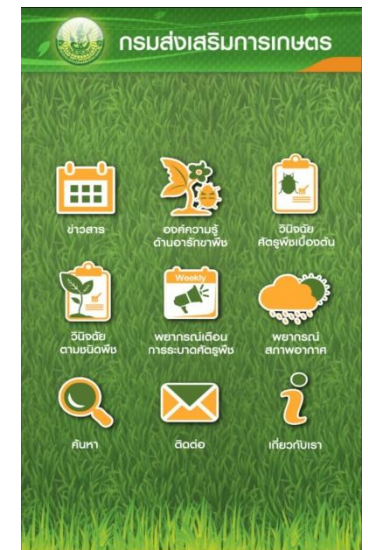 กรมส่งเสริมการเกษตร
ข่าวสาร
องค์ความรู้
ด้านอารักขาพืช
วินิจฉัย
ศัตรูพืชเบื้องต้น
วินิจฉัย
ตามชนิดพืช
Weekly
พยากรณ์เตือน
การระบาดศัตรูพืช
พยากรณ์
สภาพอากาศ
ค้นหา
ติดต่อ
เกี่ยวกับเรา